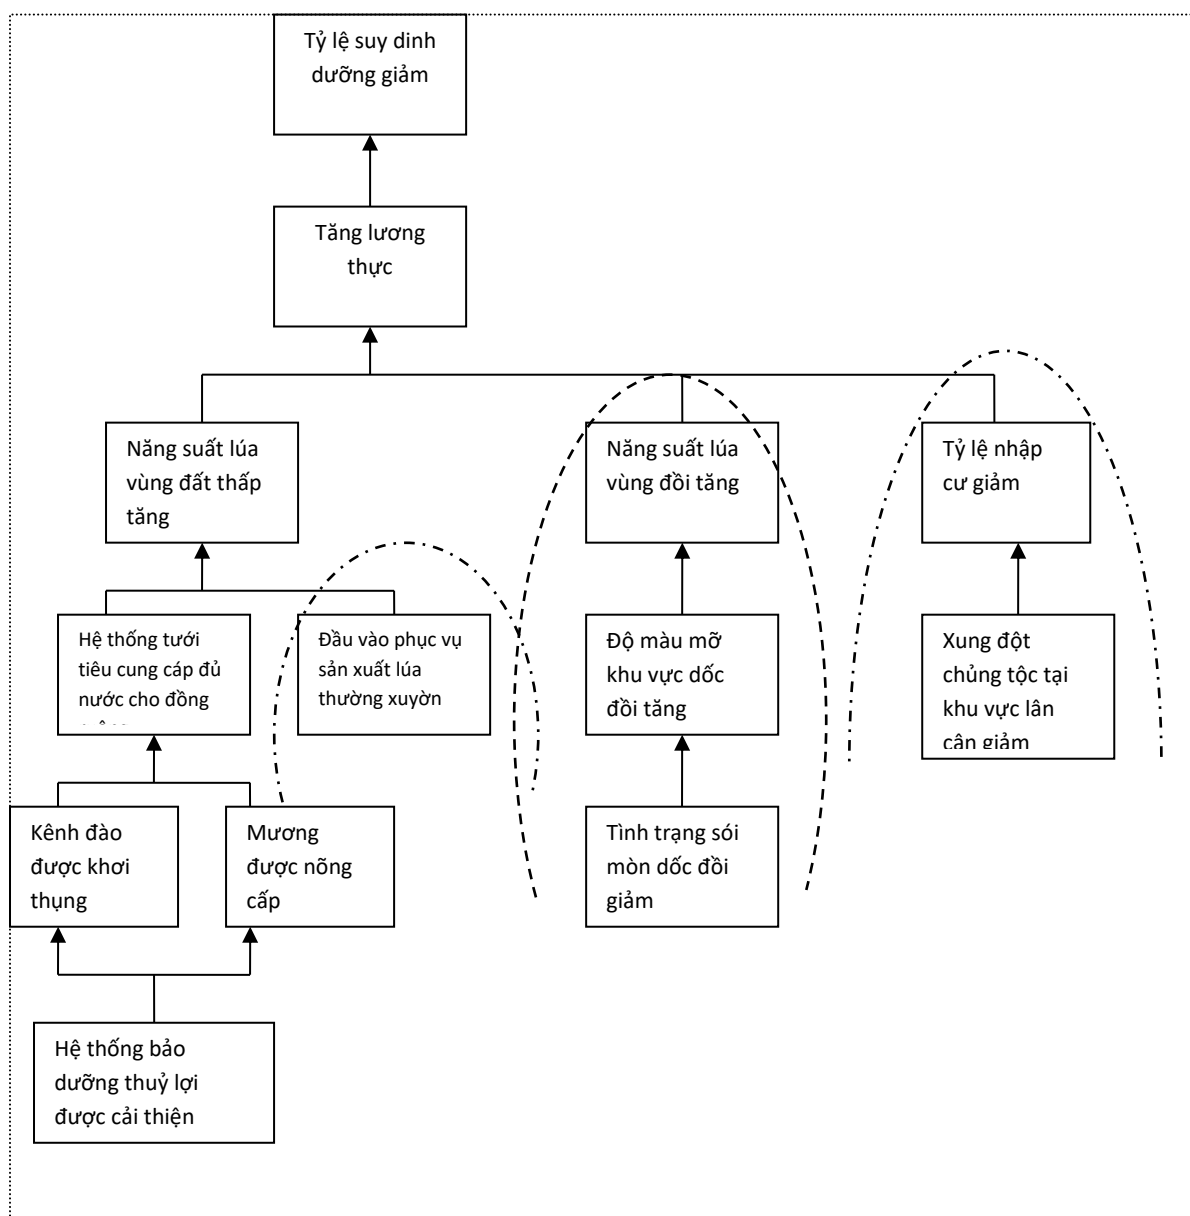 Tỷ lệ suy dinh
dưỡng giảm
Tăng lương
thực
Năng suất lúa
vùng đất thấp
tăng
Năng suất lúa
vùng đồi tăng
Tỷ lệ nhập
cư giảm
Hệ thống tưới
tiêu cung cáp đủ
nước cho đồng
Đầu vào phục vụ
sản xuất lúa
thường xuyờn
Độ màu mỡ
khu vực dốc
đồi tăng
Xung đột
chủng tộc tại
khu vực lân
cận giảm
Kênh đào
được khơi
thụng
Mương
được nõng
cấp
Tình trạng sói
mòn dốc đồi
giảm
Hệ thống bảo
dưỡng thuỷ lợi
được cải thiện